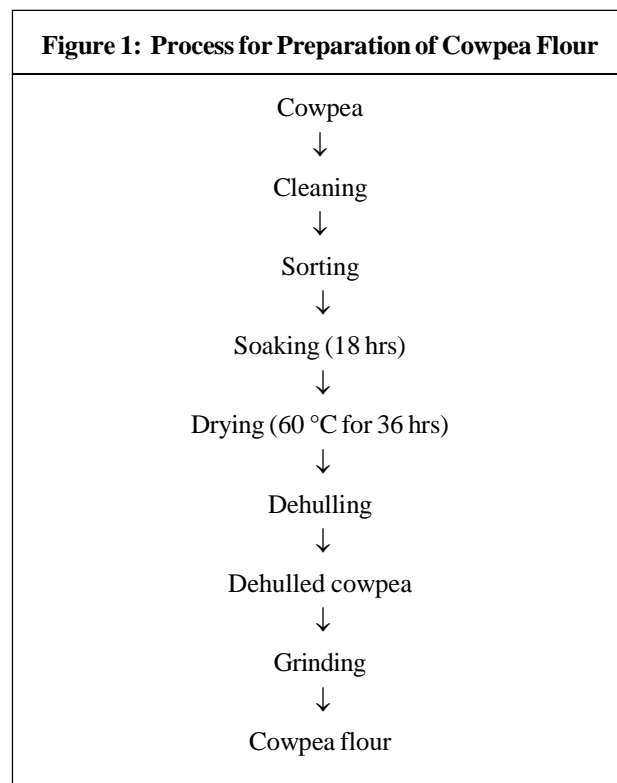 Figure 1: Process for Preparation of Cowpea Flour
Cowpea
↓
Cleaning
↓
Sorting
↓
Soaking (18 hrs)
↓
Drying (60 °C for 36 hrs)
↓
Dehulling
↓
Dehulled cowpea
↓
Grinding
↓
Cowpea flour